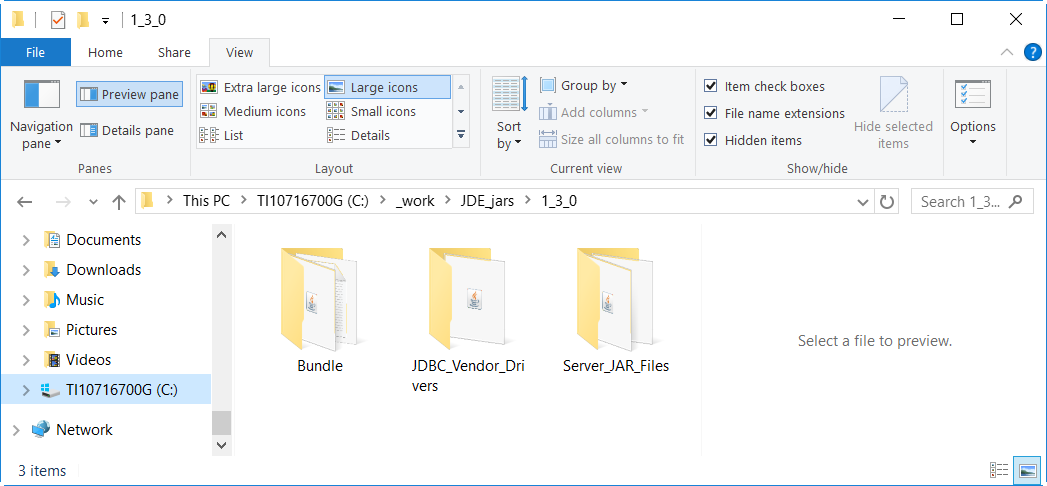 1_3_0
File Home Share View
Navigation pane
Preview pane
Details pane
Panes
Extra large icons Large icons
Medium icons Small icons
List Details
Layout
Sort by
Group by
Add columns
Size all columns to fit
Current view
Item check boxes
File name extensions
Hidden items
Hide selected items
Show/hide
Options
This PC > TI10716700G (C:) > _work > JDE_jars > 1_3_0
Search 1_3...
Documents
Downloads
Music
Pictures
Videos
TI10716700G (C:)
Network
Bundle
JDBC_Vendor_Dri
vers
Server_JAR_Files
Select a file to preview.
3 items